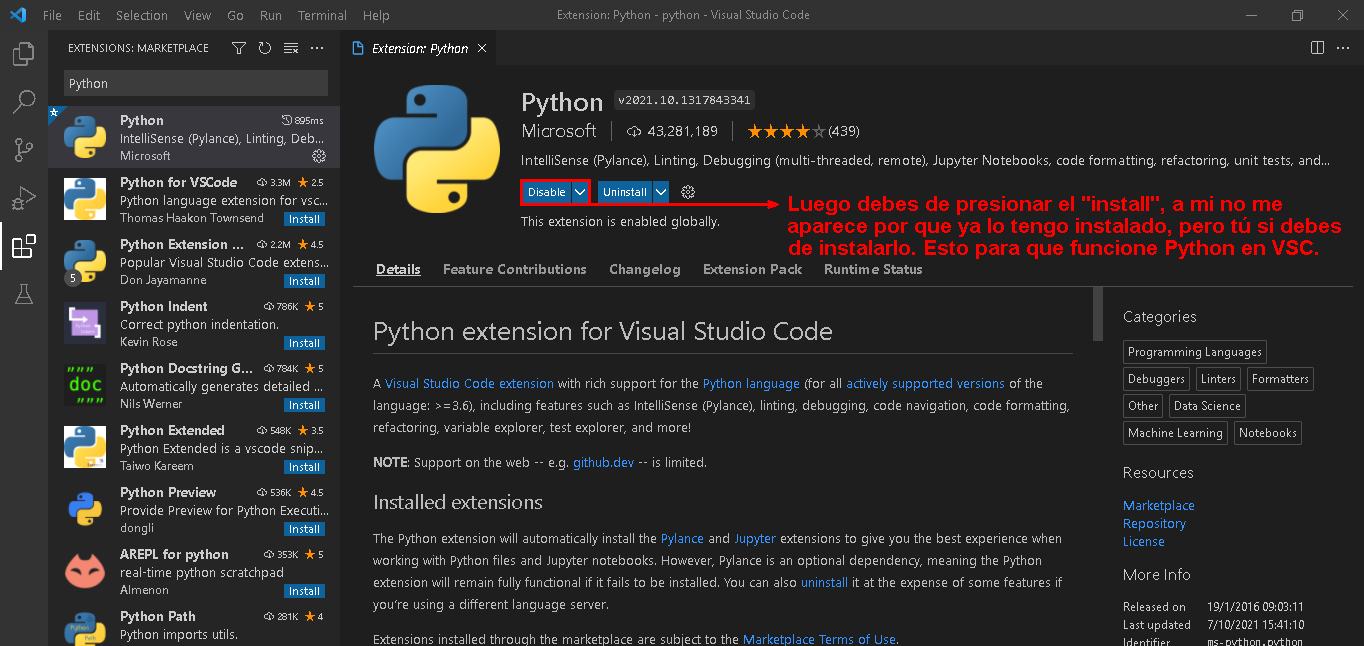 File Edit Selection View Go Run Terminal Help
Extension: Python - python - Visual Studio Code
EXTENSIONS: MARKETPLACE
Python
Python 895ms
IntelliSense (Pylance), Linting, Deb...
Microsoft
Python for VSCode 3.3M 2.5
Python language extension for vsc...
Thomas Haakon Townsend Install
Python Extension ... 2.2M 4.5
Popular Visual Studio Code extens...
5
Don Jayamanne Install
Python Indent 786K 5
Correct python indentation.
Kevin Rose Install
Python Docstring G... 784K 5
""" doc """
Automatically generates detailed ...
Nils Werner Install
Python Extended 548K 3.5
Python Extended is a vscode snip...
Taiwo Kareem Install
Python Preview 536K 4.5
Provide Preview for Python Executi...
dongli Install
AREPL for python 353K 5
real-time python scratchpad
Almenon Install
Python Path 281K 4
Python imports utils.
Extension: Python
Python v2021.10.1317843341
Microsoft 43,281,189 (439)
IntelliSense (Pylance), Linting, Debugging (multi-threaded, remote), Jupyter Notebooks, code formatting, refactoring, unit tests, and...
Disable Uninstall
This extension is enabled globally.
Luego debes de presionar el "install", a mi no me
aparece por que ya lo tengo instalado, pero tú si debes
de instalarlo. Esto para que funcione Python en VSC.
Details Feature Contributions Changelog Extension Pack Runtime Status
Python extension for Visual Studio Code
A Visual Studio Code extension with rich support for the Python language (for all actively supported versions of the
language: >=3.6), including features such as IntelliSense (Pylance), linting, debugging, code navigation, code formatting,
refactoring, variable explorer, test explorer, and more!
NOTE: Support on the web -- e.g. github.dev -- is limited.
Installed extensions
The Python extension will automatically install the Pylance and Jupyter extensions to give you the best experience when
working with Python files and Jupyter notebooks. However, Pylance is an optional dependency, meaning the Python
extension will remain fully functional if it fails to be installed. You can also uninstall it at the expense of some features if
you're using a different language server.
Extensions installed through the marketplace are subject to the Marketplace Terms of Use.
Categories
Programming Languages
Debuggers Linters Formatters
Other Data Science
Machine Learning Notebooks
Resources
Marketplace
Repository
License
More Info
Released on 19/1/2016 09:03:11
Last updated 7/10/2021 15:41:10
Identifier ms-python.python